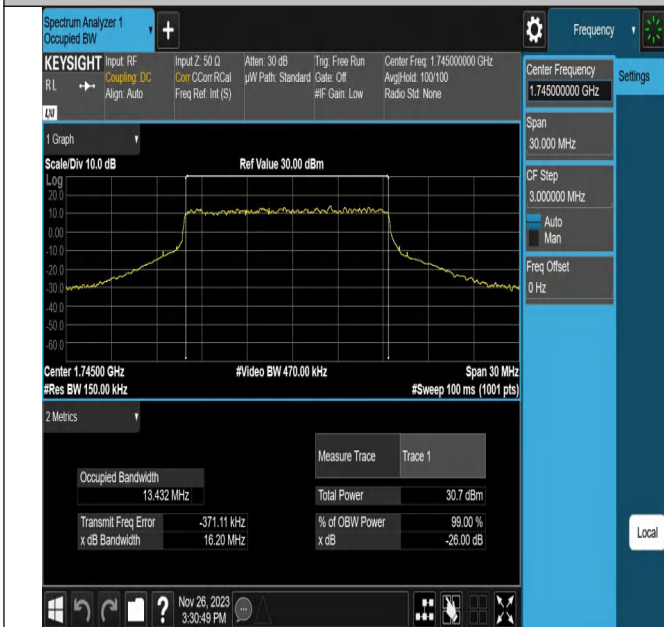 Spectrum Analyzer 1
Occupied BW
+
Frequency
KEYSIGHT
RL
LXI
Input: RF
Coupling: DC
Align: Auto
Input Z: 50 Ω
Corr CCorr RCal
Freq Ref: Int (S)
Atten: 30 dB
µW Path: Standard
Trig: Free Run
Gate: Off
#IF Gain: Low
Center Freq: 1.745000000 GHz
Avg|Hold: 100/100
Radio Std: None
Center Frequency
1.745000000 GHz
Settings
Span
30.000 MHz
CF Step
3.000000 MHz
Auto
Man
Freq Offset
0 Hz
Local
1 Graph
Scale/Div 10.0 dB
Ref Value 30.00 dBm
Log
20.0
10.0
0.00
-10.0
-20.0
-30.0
-40.0
-50.0
-60.0
Center 1.74500 GHz
#Video BW 470.00 kHz
Span 30 MHz
#Res BW 150.00 kHz
#Sweep 100 ms (1001 pts)
2 Metrics
Measure Trace Trace 1
Occupied Bandwidth
13.432 MHz
Total Power 30.7 dBm
Transmit Freq Error -371.11 kHz
% of OBW Power 99.00 %
x dB Bandwidth 16.20 MHz
x dB -26.00 dB
?
Nov 26, 2023
3:30:49 PM